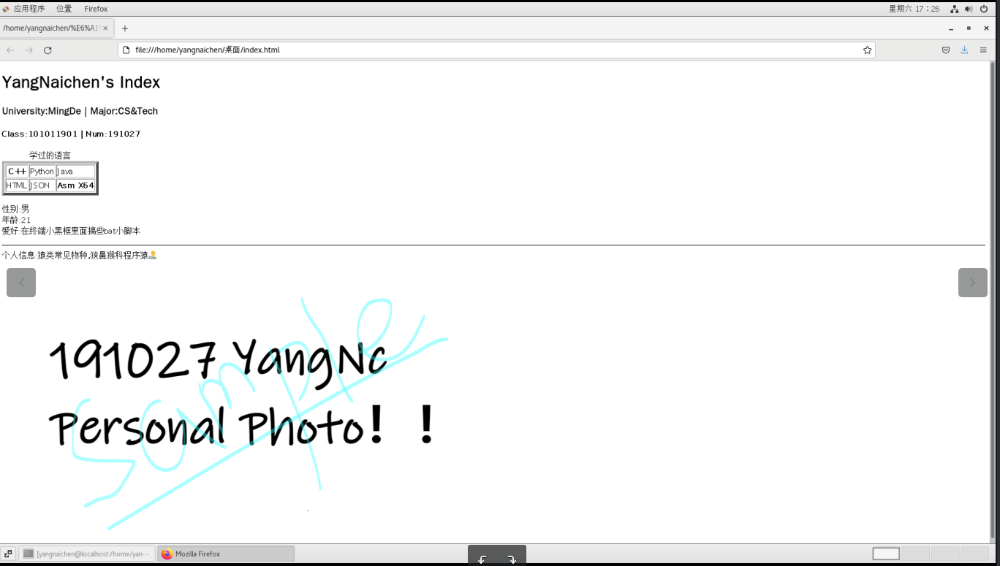 应用程序 位置 Firefox 星期六 17：26
/home/yangnaichen/%E6%A1
file:///home/yangnaichen/桌面/index.html
YangNaichen's Index
University:MingDe | Major:CS&Tech
Class:101011901 | Num:191027
学过的语言
C++ Python Java
HTML JSON Asm X64
性别:男
年龄:21
爱好:在终端小黑框里面搞些bat小脚本
个人信息:猿类常见物种,狭鼻猴科程序猿
191027 YangNc
Personal Photo！！
Sample
[yangnaichen@localhost:/home/yan··· Mozilla Firefox